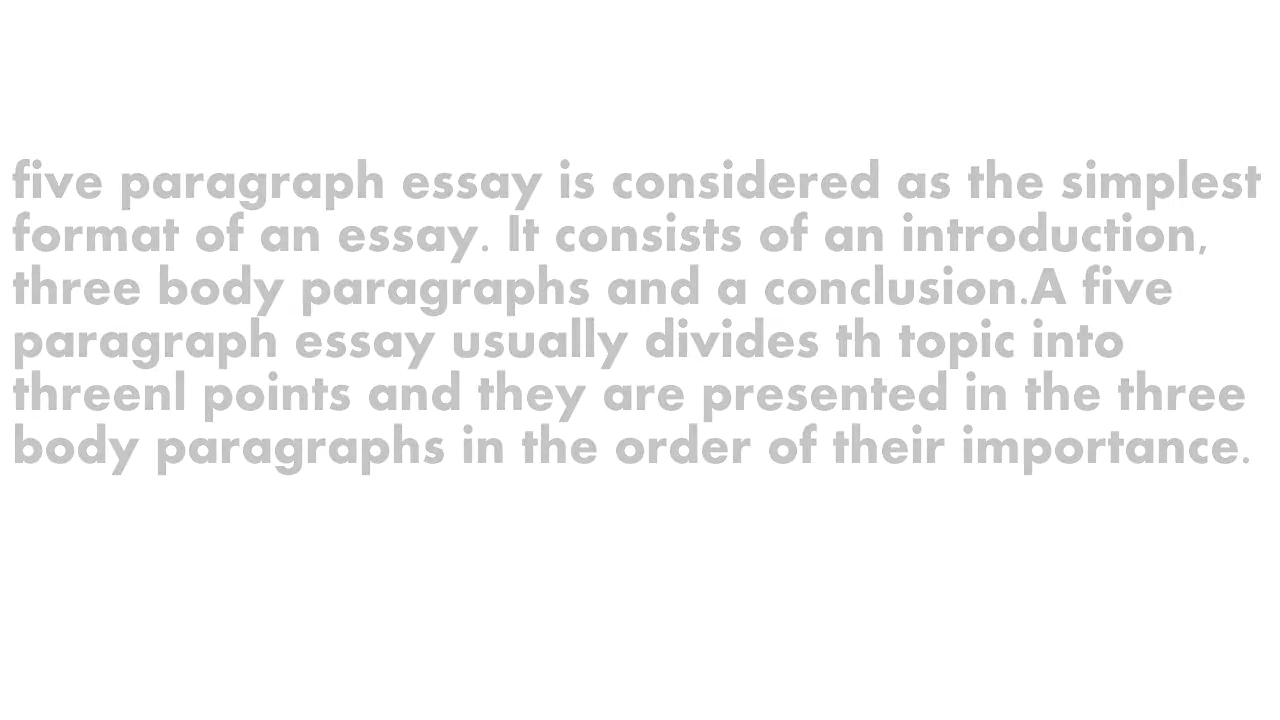 five paragraph essay is considered as the simplest
format of an essay. It consists of an introduction,
three body paragraphs and a conclusion.A five
paragraph essay usually divides th topic into
threenl points and they are presented in the three
body paragraphs in the order of their importance.